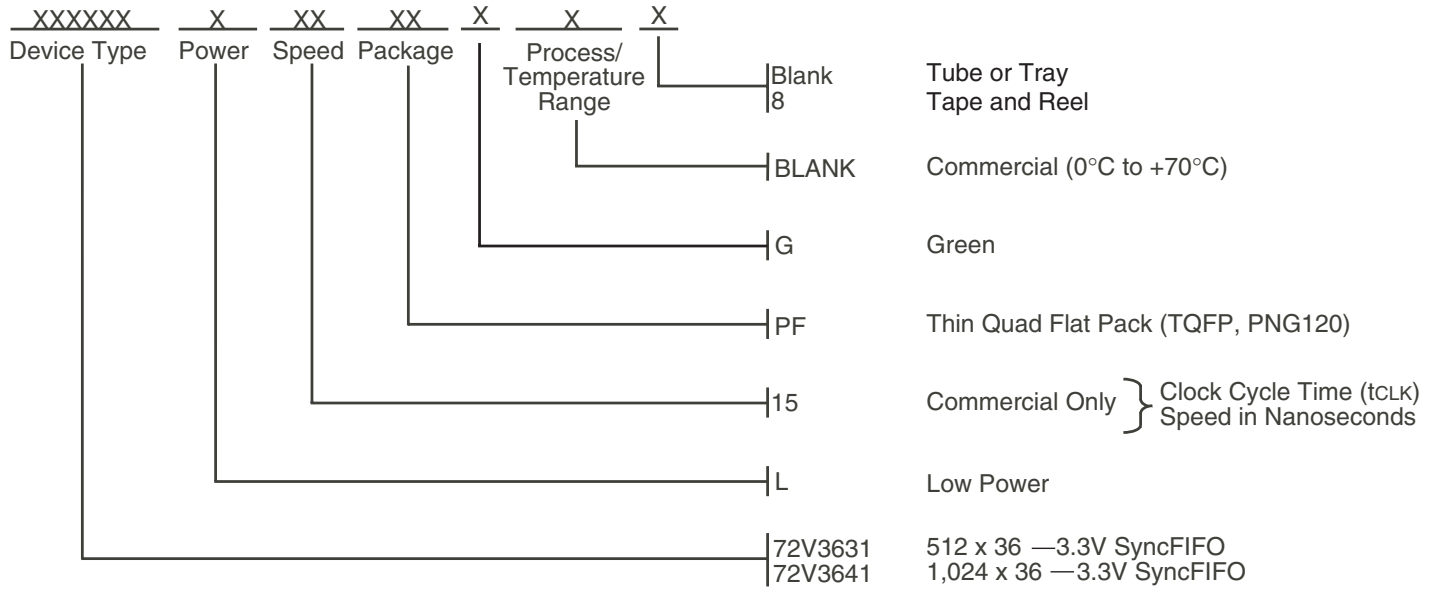 XXXXXX X XX XX X X X
Device Type Power Speed Package Process/
Temperature
Range
Blank Tube or Tray
8 Tape and Reel
BLANK Commercial (0°C to +70°C)
G Green
PF Thin Quad Flat Pack (TQFP, PNG120)
15 Commercial Only Clock Cycle Time (tCLK)
Speed in Nanoseconds
L Low Power
72V3631 512 x 36 —3.3V SyncFIFO
72V3641 1,024 x 36 —3.3V SyncFIFO